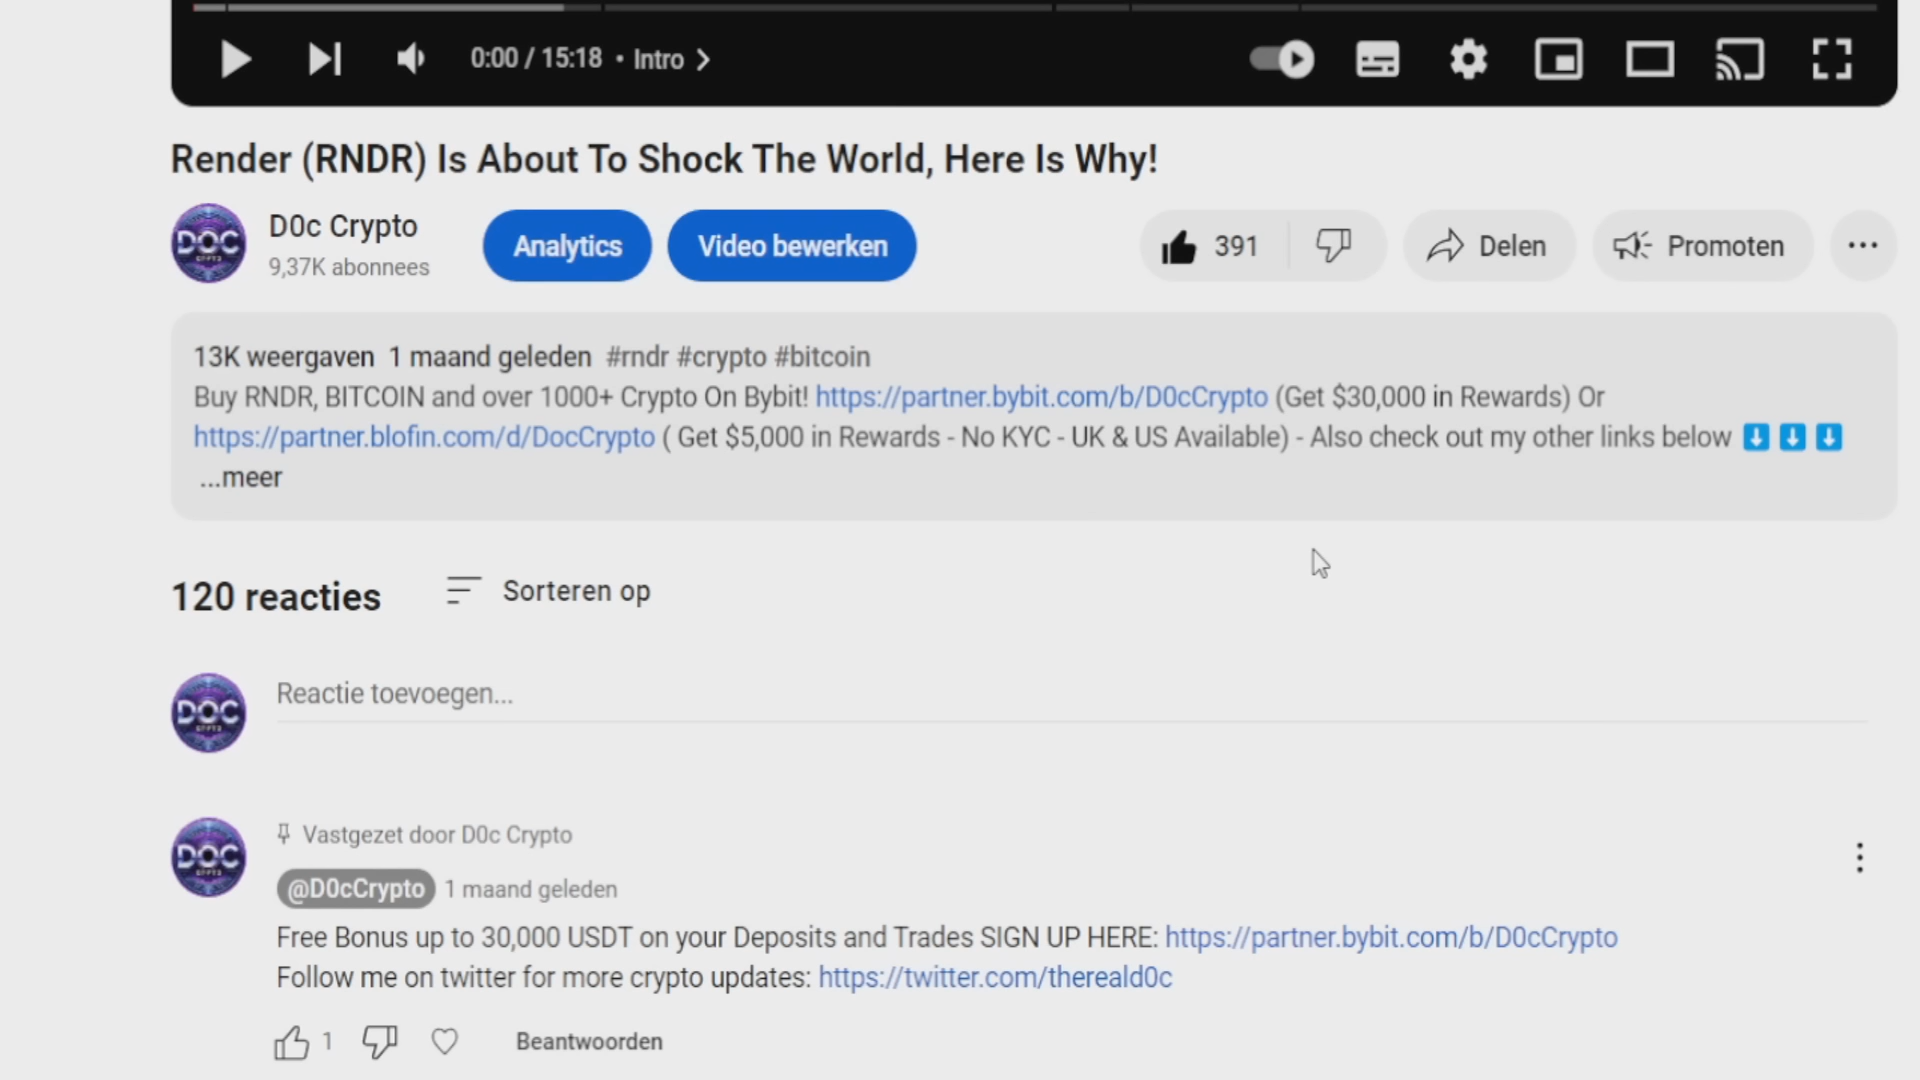 0:00 / 15:18 • Intro
Render (RNDR) Is About To Shock The World, Here Is Why!
DOC
D0c Crypto
9,37K abonnees
Analytics
Video bewerken
391
Delen
Promoten
13K weergaven 1 maand geleden #rndr #crypto #bitcoin
Buy RNDR, BITCOIN and over 1000+ Crypto On Bybit! https://partner.bybit.com/b/D0cCrypto (Get $30,000 in Rewards) Or
https://partner.blofin.com/d/DocCrypto ( Get $5,000 in Rewards - No KYC - UK & US Available) - Also check out my other links below ⬇️ ⬇️ ⬇️
...meer
120 reacties
Sorteren op
DOC
Reactie toevoegen...
DOC
Vastgezet door D0c Crypto
@D0cCrypto 1 maand geleden
Free Bonus up to 30,000 USDT on your Deposits and Trades SIGN UP HERE: https://partner.bybit.com/b/D0cCrypto
Follow me on twitter for more crypto updates: https://twitter.com/thereald0c
1
Beantwoorden